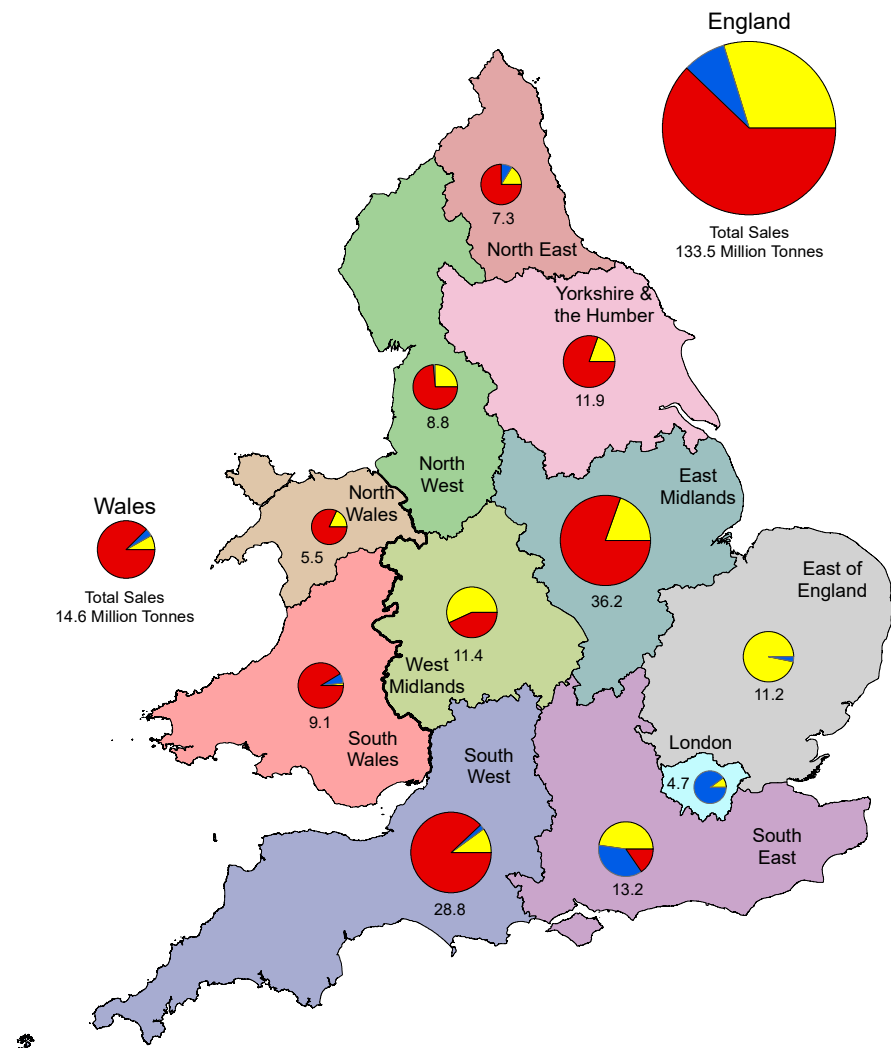 England
Total Sales
133.5 Million Tonnes
7.3
North East
Yorkshire &
the Humber
11.9
8.8
North
West
East
Midlands
36.2
North
Wales
5.5
Wales
Total Sales
14.6 Million Tonnes
East of
England
11.2
11.4
West
Midlands
9.1
South
Wales
South
West
28.8
London
4.7
South
East
13.2